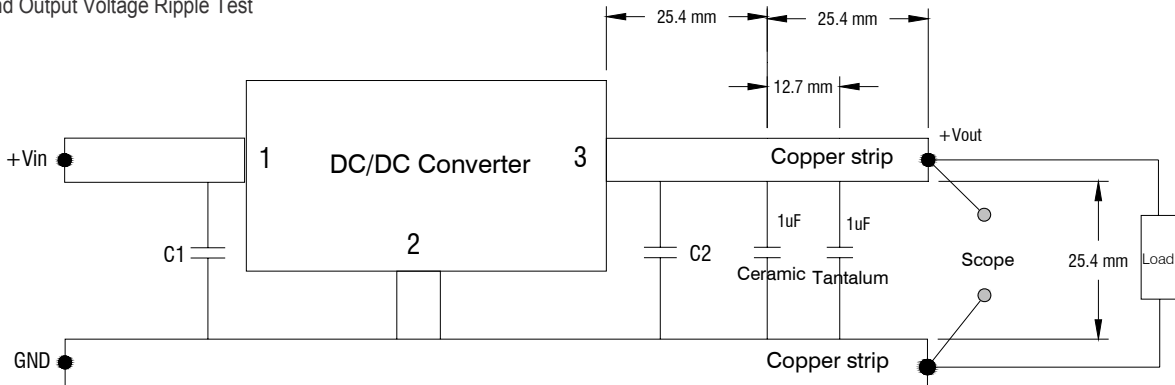 Output Voltage Ripple Test
25.4 mm
25.4 mm
12.7 mm
+Vout
+Vin
1
DC/DC Converter
3
Copper strip
1uF
1uF
2
C1
C2
Ceramic
Tantalum
Scope
25.4 mm
Load
GND
Copper strip